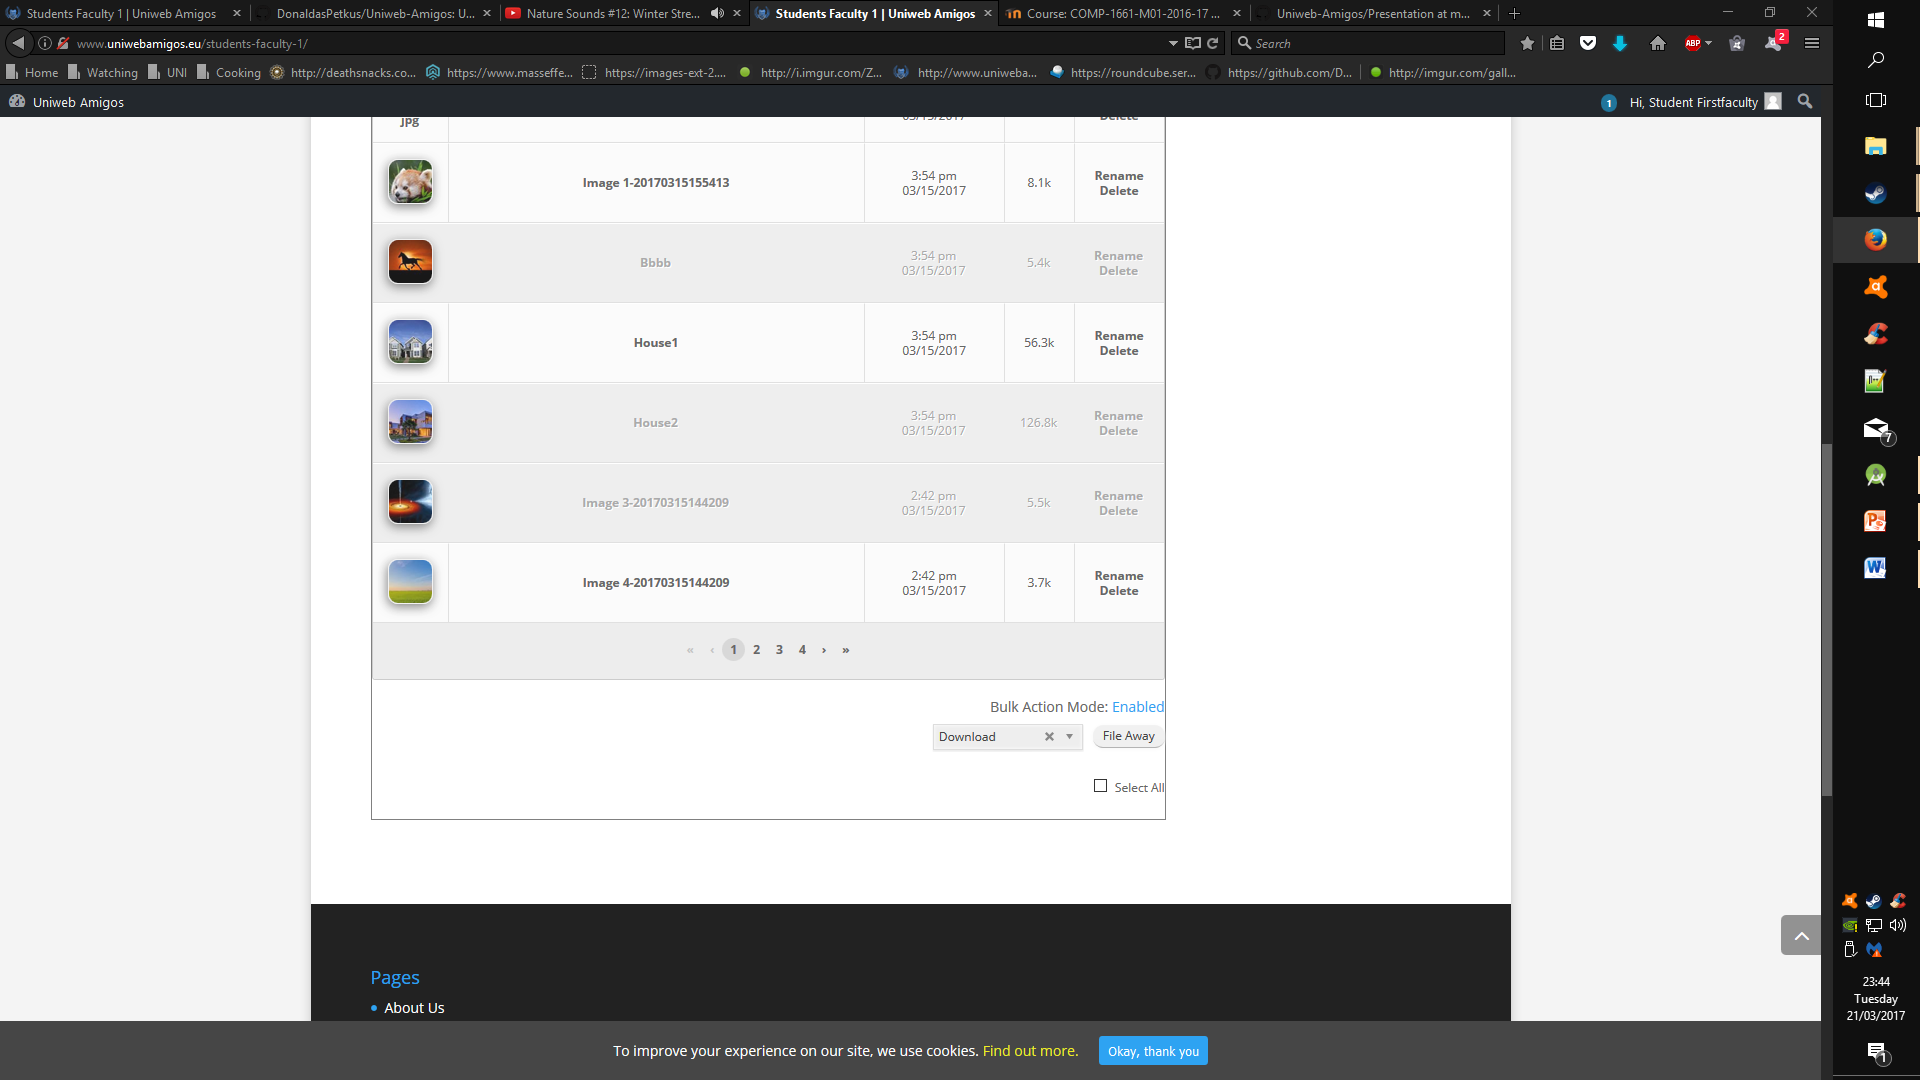 Students Faculty 1 | Uniweb Amigos
DonaldasPetkus/Uniweb-Amigos: U...
Nature Sounds #12: Winter Stre...
Students Faculty 1 | Uniweb Amigos
Course: COMP-1661-M01-2016-17 ...
Uniweb-Amigos/Presentation at m...
www.uniwebamigos.eu/students-faculty-1/
Search
ABP
2
Home
Watching
UNI
Cooking
http://deathsnacks.co...
https://www.masseffe...
https://images-ext-2....
http://i.imgur.com/Z...
http://www.uniweba...
https://roundcube.ser...
https://github.com/D...
http://imgur.com/gall...
Uniweb Amigos
1
Hi, Student Firstfaculty
jpg
03/15/2017
Delete
Image 1-20170315155413
3:54 pm
03/15/2017
8.1k
Rename
Delete
Bbbb
3:54 pm
03/15/2017
5.4k
Rename
Delete
House1
3:54 pm
03/15/2017
56.3k
Rename
Delete
House2
3:54 pm
03/15/2017
126.8k
Rename
Delete
Image 3-20170315144209
2:42 pm
03/15/2017
5.5k
Rename
Delete
Image 4-20170315144209
2:42 pm
03/15/2017
3.7k
Rename
Delete
« ‹ 1 2 3 4 › »
Bulk Action Mode: Enabled
Download
File Away
Select All
Pages
About Us
To improve your experience on our site, we use cookies. Find out more.
Okay, thank you
7
23:44
Tuesday
21/03/2017
1